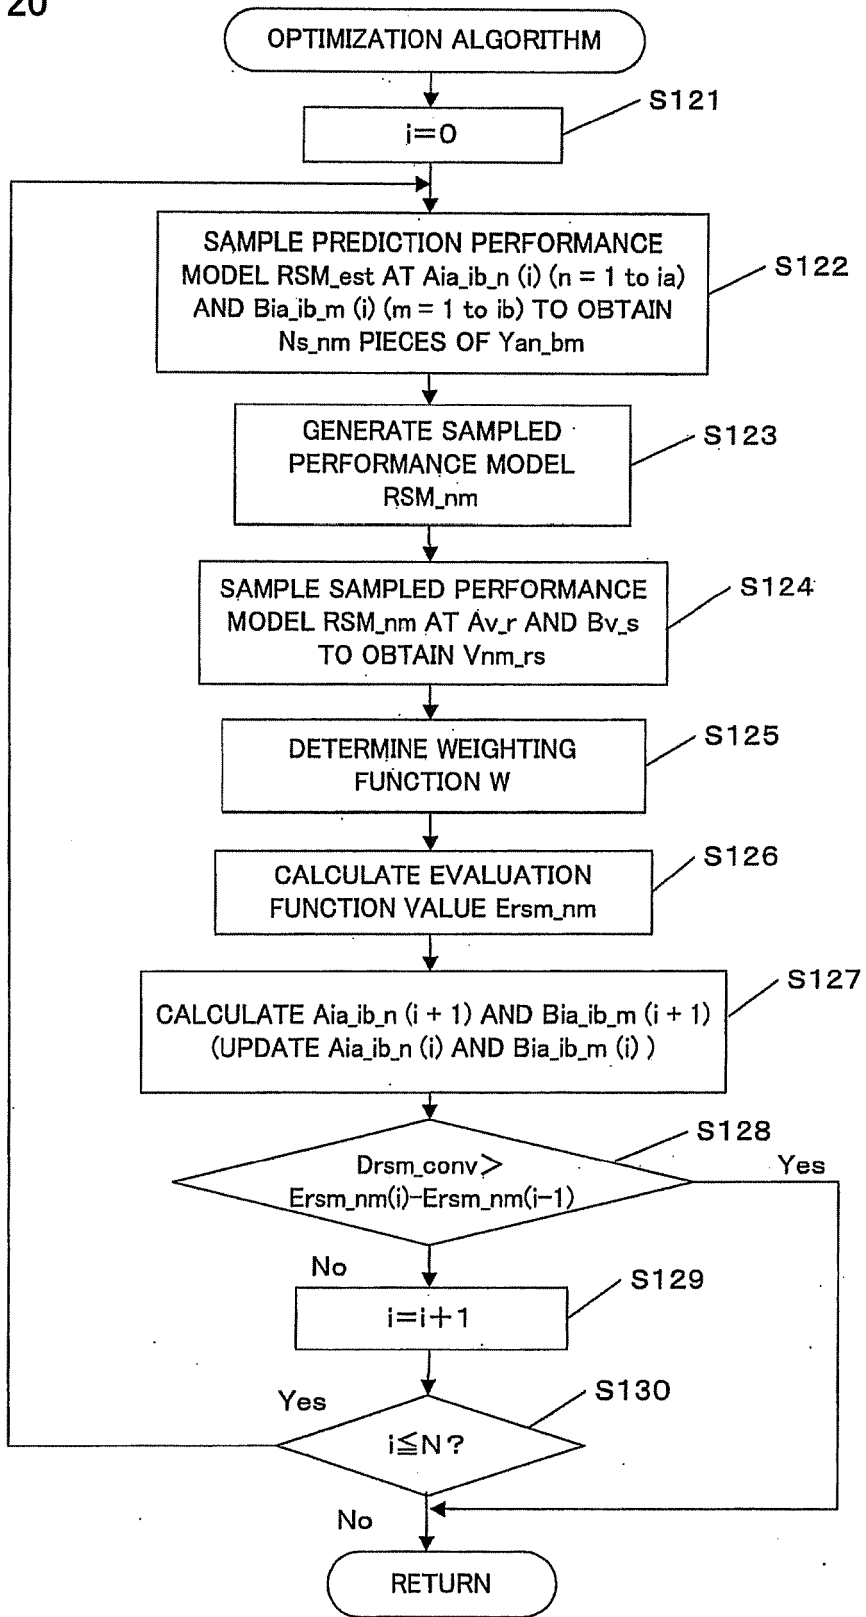 20
OPTIMIZATION ALGORITHM
S121
i=0
S122
SAMPLE PREDICTION PERFORMANCE
MODEL RSM_est AT Aia_ib_n (i) (n = 1 to ia)
AND Bia_ib_m (i) (m = 1 to ib) TO OBTAIN
Ns_nm PIECES OF Yan_bm
S123
GENERATE SAMPLED
PERFORMANCE MODEL
RSM_nm
S124
SAMPLE SAMPLED PERFORMANCE
MODEL RSM_nm AT Av_r AND Bv_s
TO OBTAIN Vnm_rs
S125
DETERMINE WEIGHTING
FUNCTION W
S126
CALCULATE EVALUATION
FUNCTION VALUE Ersm_nm
S127
CALCULATE Aia_ib_n (i + 1) AND Bia_ib_m (i + 1)
(UPDATE Aia_ib_n (i) AND Bia_ib_m (i) )
S128
Drsm_conv>
Ersm_nm(i)-Ersm_nm(i-1)
Yes
No
S129
i=i+1
S130
Yes
i≦N?
No
RETURN